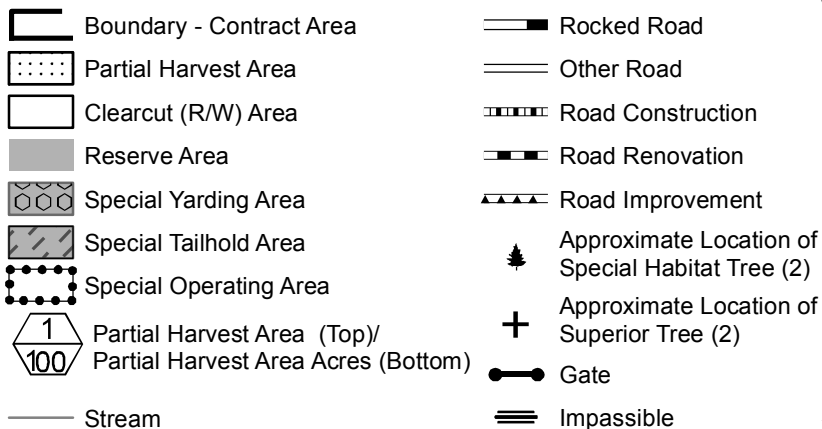 Boundary - Contract Area
Partial Harvest Area
Clearcut (R/W) Area
Reserve Area
Special Yarding Area
Special Tailhold Area
Special Operating Area
1
100
Partial Harvest Area (Top)/
Partial Harvest Area Acres (Bottom)
Stream
Rocked Road
Other Road
Road Construction
Road Renovation
Road Improvement
Approximate Location of
Special Habitat Tree (2)
Approximate Location of
Superior Tree (2)
Gate
Impassible